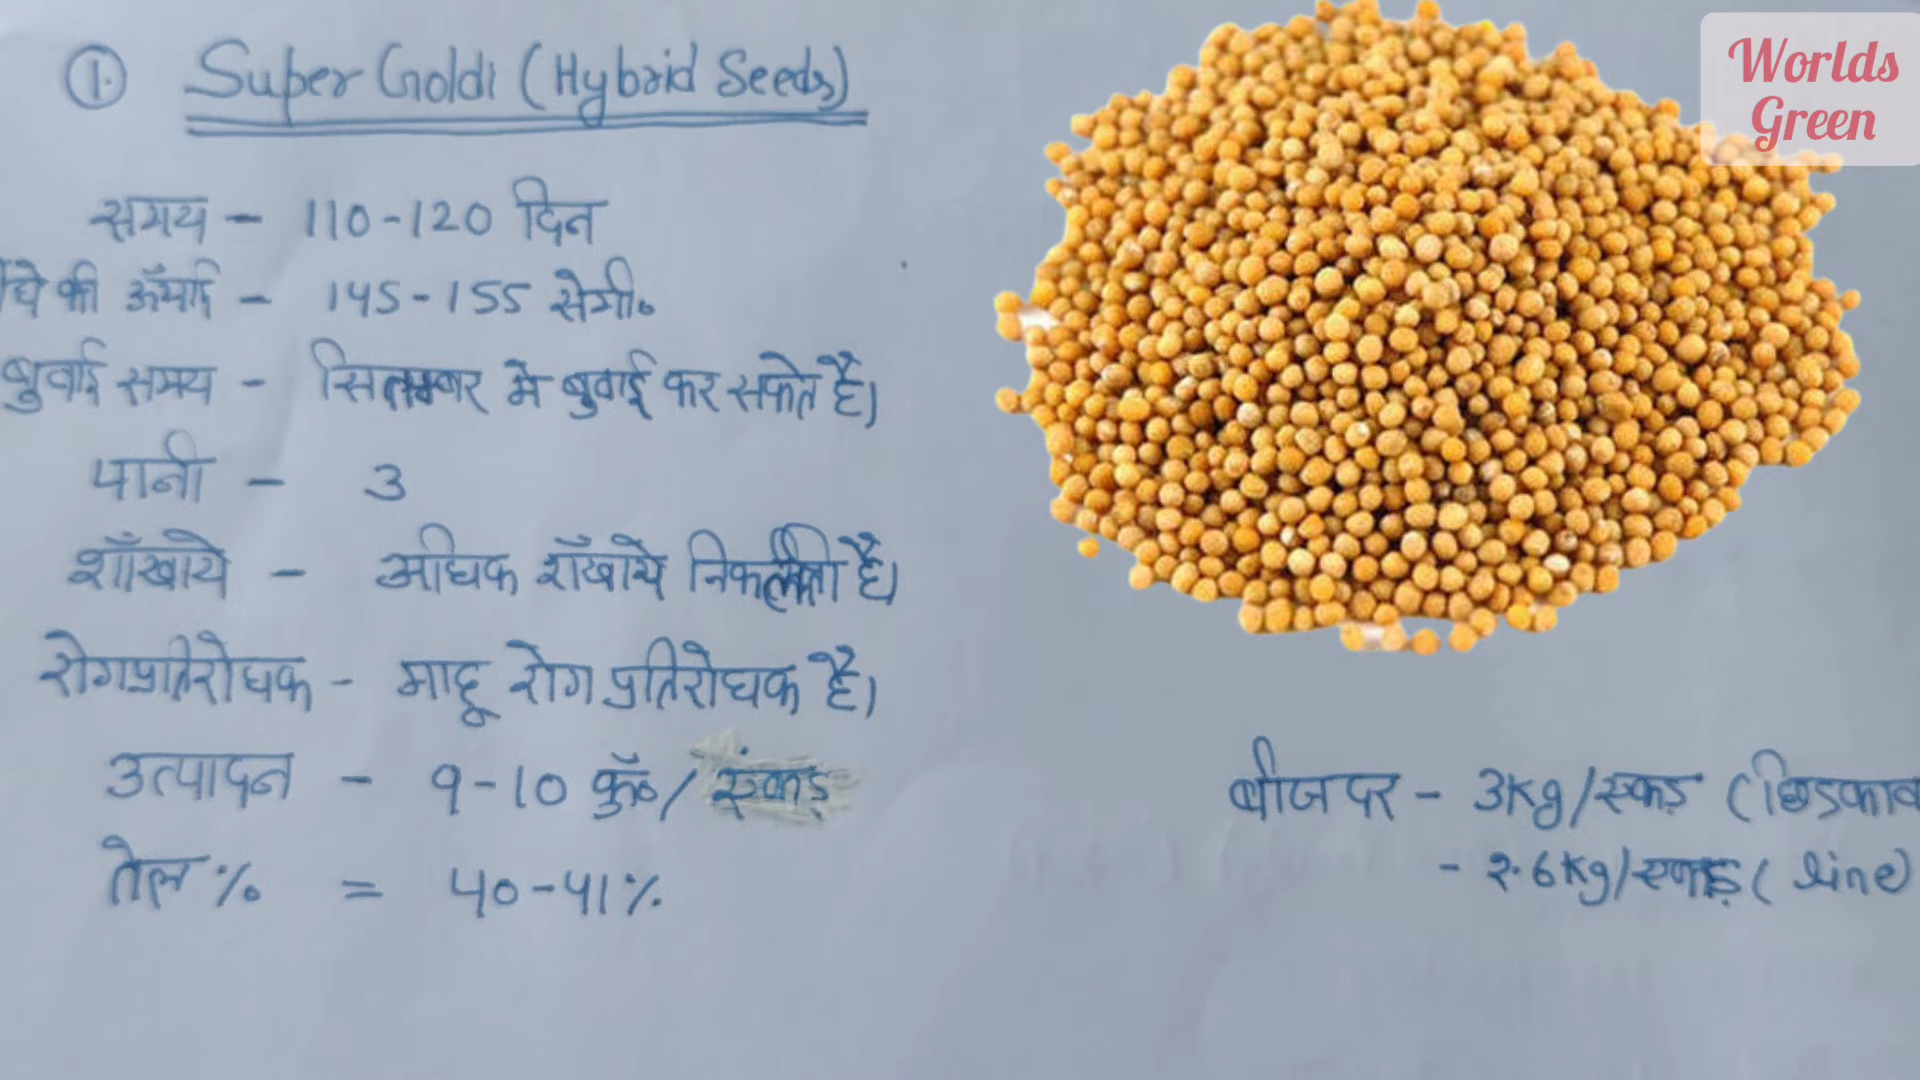 ① Super Goldi (Hybrid Seeds)
समय - 110-120 दिन
की ऊँचाई - 145-155 सेमी.
बुवाई समय - सितम्बर मे बुवाई कर सकते है।
पानी - 3
शाँखाये - अधिक शाँखाये निकलती है।
रोगप्रतिरोधक - माहू रोग प्रतिरोधक है।
उत्पादन - 9-10 कुं०/ एकड़
तेल % = 40-41%
बीज दर - 3Kg/एकड़ (छिडकाव
- 2.6Kg/एकड़ (line)
Worlds
Green